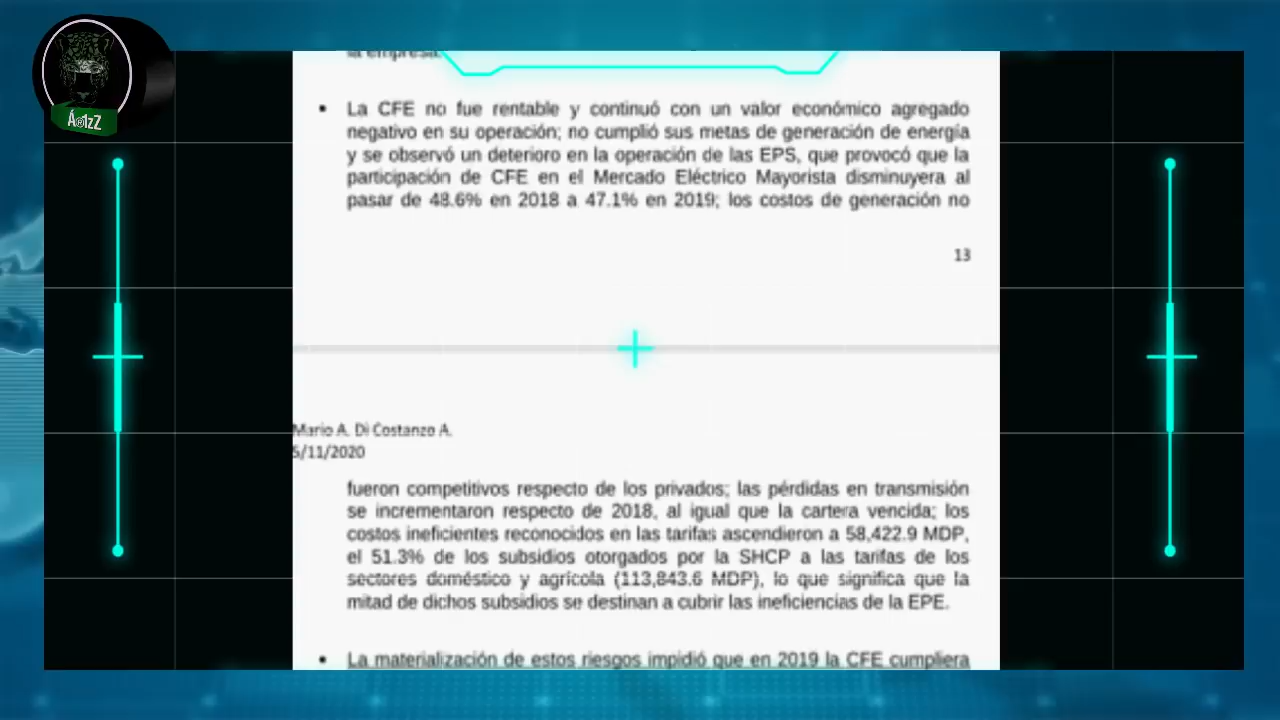 Á⊚1zZ
la empresa.
• La CFE no fue rentable y continuó con un valor económico agregado
negativo en su operación; no cumplió sus metas de generación de energía
y se observó un deterioro en la operación de las EPS, que provocó que la
participación de CFE en el Mercado Eléctrico Mayorista disminuyera al
pasar de 48.6% en 2018 a 47.1% en 2019; los costos de generación no
13
Mario A. Di Costanzo A.
5/11/2020
fueron competitivos respecto de los privados; las pérdidas en transmisión
se incrementaron respecto de 2018, al igual que la cartera vencida; los
costos ineficientes reconocidos en las tarifas ascendieron a 58,422.9 MDP,
el 51.3% de los subsidios otorgados por la SHCP a las tarifas de los
sectores doméstico y agrícola (113,843.6 MDP), lo que significa que la
mitad de dichos subsidios se destinan a cubrir las ineficiencias de la EPE.
• La materialización de estos riesgos impidió que en 2019 la CFE cumpliera